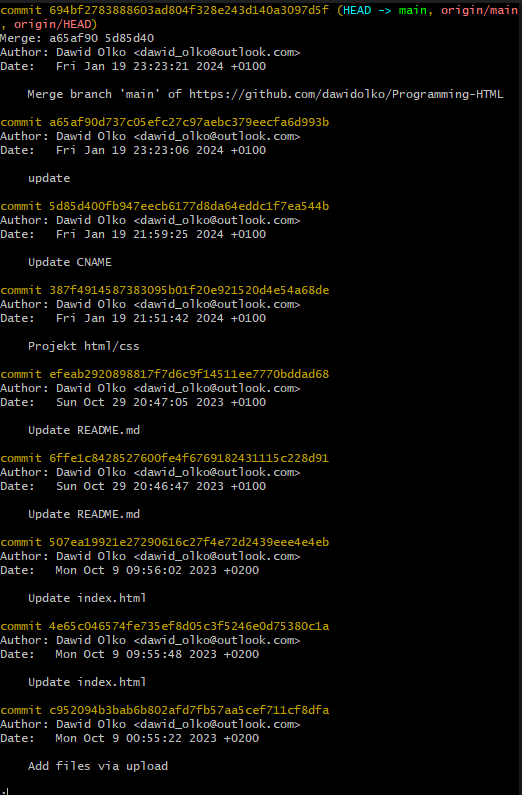 commit 694bf2783888603ad804f328e243d140a3097d5f (HEAD -> main, origin/main
, origin/HEAD)
Merge: a65af90 5d85d40
Author: Dawid Olko <dawid_olko@outlook.com>
Date:   Fri Jan 19 23:23:21 2024 +0100
Merge branch 'main' of https://github.com/dawidolko/Programming-HTML
commit a65af90d737c05efc27c97aebc379eecfa6d993b
Author: Dawid Olko <dawid_olko@outlook.com>
Date:   Fri Jan 19 23:23:06 2024 +0100
update
commit 5d85d400fb947eecb6177d8da64eddc1f7ea544b
Author: Dawid Olko <dawid_olko@outlook.com>
Date:   Fri Jan 19 21:59:25 2024 +0100
Update CNAME
commit 387f4914587383095b01f20e921520d4e54a68de
Author: Dawid Olko <dawid_olko@outlook.com>
Date:   Fri Jan 19 21:51:42 2024 +0100
Projekt html/css
commit efeab2920898817f7d6c9f14511ee7770bddad68
Author: Dawid Olko <dawid_olko@outlook.com>
Date:   Sun Oct 29 20:47:05 2023 +0100
Update README.md
commit 6ffe1c8428527600fe4f6769182431115c228d91
Author: Dawid Olko <dawid_olko@outlook.com>
Date:   Sun Oct 29 20:46:47 2023 +0100
Update README.md
commit 507ea19921e27290616c27f4e72d2439eee4e4eb
Author: Dawid Olko <dawid_olko@outlook.com>
Date:   Mon Oct 9 09:56:02 2023 +0200
Update index.html
commit 4e65c046574fe735ef8d05c3f5246e0d75380c1a
Author: Dawid Olko <dawid_olko@outlook.com>
Date:   Mon Oct 9 09:55:48 2023 +0200
Update index.html
commit c952094b3bab6b802afd7fb57aa5cef711cf8dfa
Author: Dawid Olko <dawid_olko@outlook.com>
Date:   Mon Oct 9 00:55:22 2023 +0200
Add files via upload